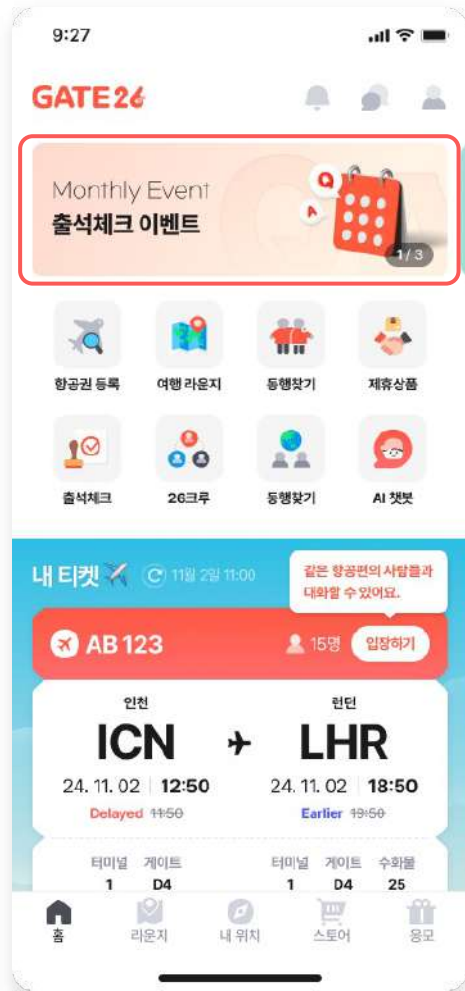 9:27
GATE26
Monthly Event
출석체크 이벤트
Q
A
1/3
항공권 등록
여행 라운지
동행찾기
제휴상품
출석체크
26크루
동행찾기
AI 챗봇
내 티켓
11월 2일 11:00
같은 항공편의 사람들과
대화할 수 있어요.
AB 123
15명
입장하기
인천
런던
ICN
LHR
24. 11. 02 12:50
24. 11. 02 18:50
Delayed 11:50
Earlier 19:50
터미널 게이트
터미널 게이트 수화물
1 D4
1 D4 25
홈
라운지
내 위치
스토어
응모